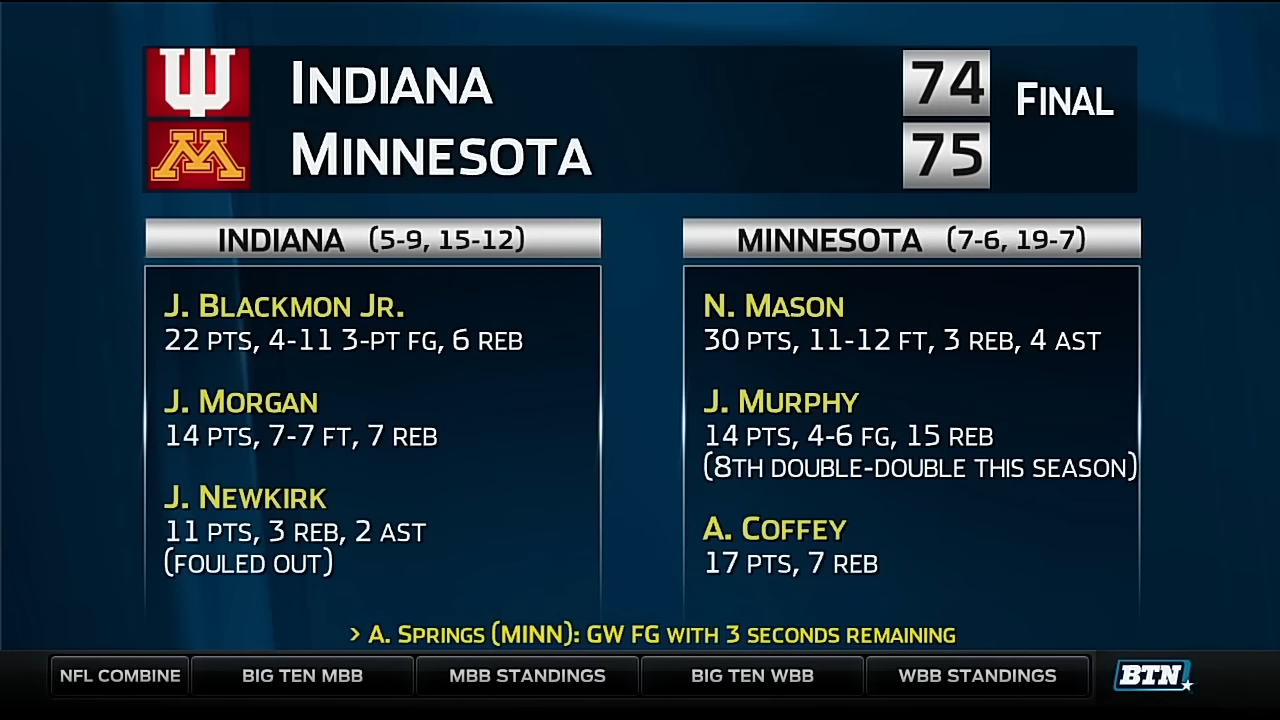 INDIANA 74 FINAL
MINNESOTA 75
INDIANA (5-9, 15-12)
J. BLACKMON JR.
22 PTS, 4-11 3-PT FG, 6 REB
J. MORGAN
14 PTS, 7-7 FT, 7 REB
J. NEWKIRK
11 PTS, 3 REB, 2 AST
(FOULED OUT)
MINNESOTA (7-6, 19-7)
N. MASON
30 PTS, 11-12 FT, 3 REB, 4 AST
J. MURPHY
14 PTS, 4-6 FG, 15 REB
(8TH DOUBLE-DOUBLE THIS SEASON)
A. COFFEY
17 PTS, 7 REB
> A. SPRINGS (MINN): GW FG WITH 3 SECONDS REMAINING
NFL COMBINE BIG TEN MBB MBB STANDINGS BIG TEN WBB WBB STANDINGS BTN